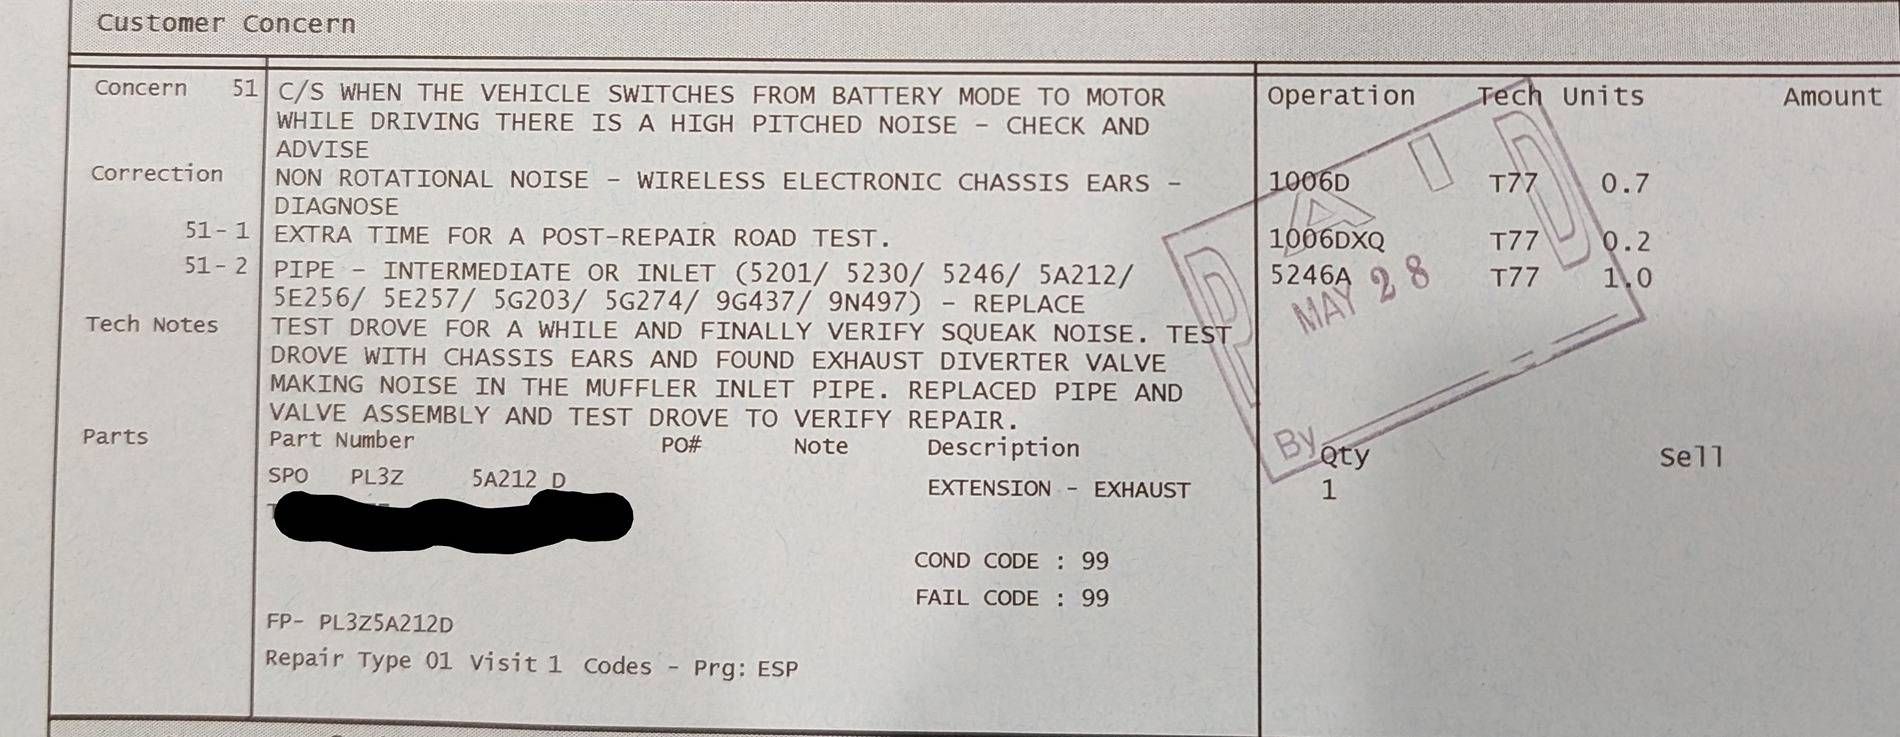 Customer Concern
Concern 51 C/S WHEN THE VEHICLE SWITCHES FROM BATTERY MODE TO MOTOR Operation Tech Units Amount
WHILE DRIVING THERE IS A HIGH PITCHED NOISE - CHECK AND
ADVISE
Correction NON ROTATIONAL NOISE - WIRELESS ELECTRONIC CHASSIS EARS - 1006D T77 0.7
DIAGNOSE
51-1 EXTRA TIME FOR A POST-REPAIR ROAD TEST. 1006DXQ T77 0.2
51-2 PIPE - INTERMEDIATE OR INLET (5201/ 5230/ 5246/ 5A212/ 5246A T77 1.0
5E256/ 5E257/ 5G203/ 5G274/ 9G437/ 9N497) - REPLACE
Tech Notes TEST DROVE FOR A WHILE AND FINALLY VERIFY SQUEAK NOISE. TEST
DROVE WITH CHASSIS EARS AND FOUND EXHAUST DIVERTER VALVE
MAKING NOISE IN THE MUFFLER INLET PIPE. REPLACED PIPE AND
VALVE ASSEMBLY AND TEST DROVE TO VERIFY REPAIR.
Parts Part Number PO# Note Description Qty Sell
SPO PL3Z 5A212 D EXTENSION - EXHAUST 1
COND CODE : 99
FAIL CODE : 99
FP- PL3Z5A212D
Repair Type 01 Visit 1 Codes - Prg: ESP
PAID
MAY 28
By